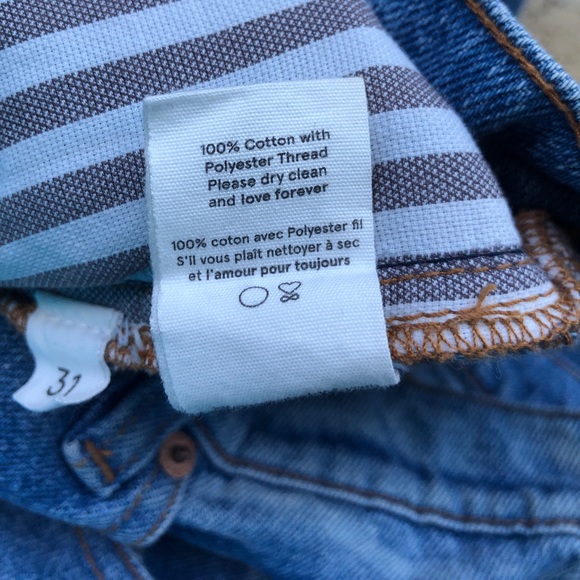 100% Cotton with
Polyester Thread
Please dry clean
and love forever
100% coton avec Polyester fil
S'il vous plaît nettoyer à sec
et l'amour pour toujours
31